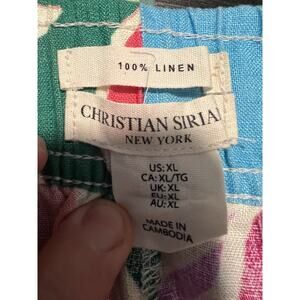 100% LINEN
CHRISTIAN SIRIA
NEW YORK
US:XL
CA:XL/TG
UK:XL
EU:XL
AU:XL
MADE IN
CAMBODIA